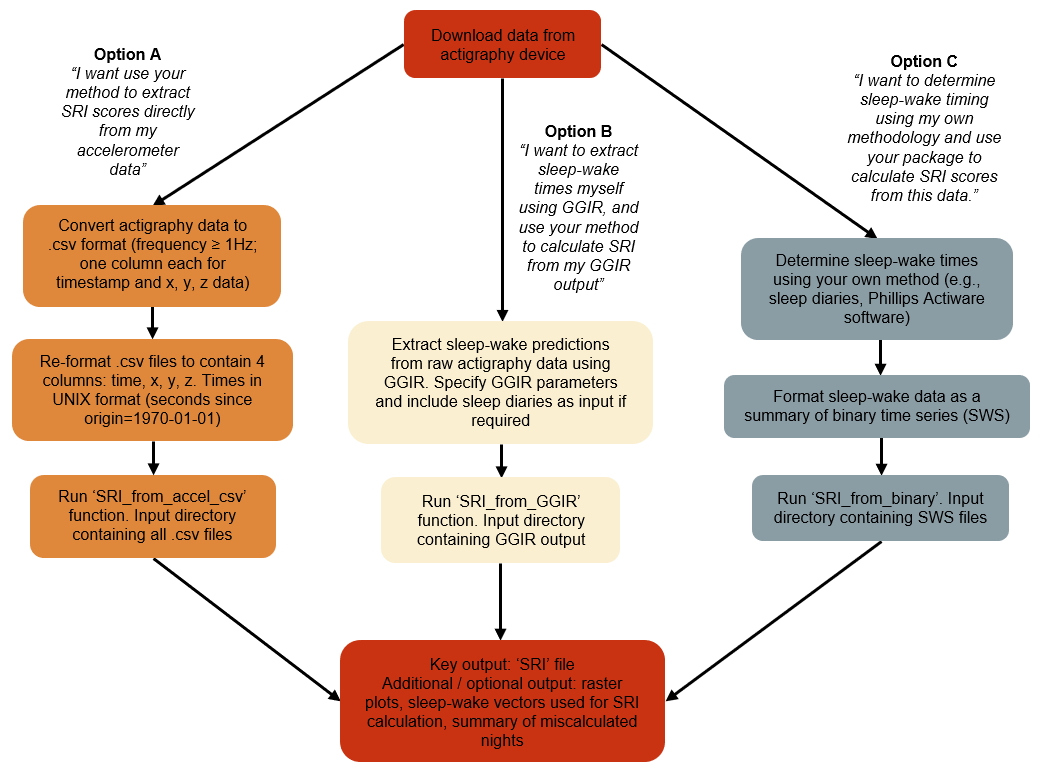 Download data from
actigraphy device
Option A
“I want use your
method to extract
SRI scores directly
from my
accelerometer
data”
Option B
“I want to extract
sleep-wake
times myself
using GGIR, and
use your method
to calculate SRI
from my GGIR
output”
Option C
“I want to determine
sleep-wake timing
using my own
methodology and use
your package to
calculate SRI scores
from this data.”
Convert actigraphy data to
.csv format (frequency ≥ 1Hz;
one column each for
timestamp and x, y, z data)
Re-format .csv files to contain 4
columns: time, x, y, z. Times in
UNIX format (seconds since
origin=1970-01-01)
Run ‘SRI_from_accel_csv’
function. Input directory
containing all .csv files
Extract sleep-wake predictions
from raw actigraphy data using
GGIR. Specify GGIR parameters
and include sleep diaries as input if
required
Run ‘SRI_from_GGIR’
function. Input directory
containing GGIR output
Determine sleep-wake times
using your own method (e.g.,
sleep diaries, Phillips Actiware
software)
Format sleep-wake data as a
summary of binary time series (SWS)
Run ‘SRI_from_binary’. Input
directory containing SWS files
Key output: ‘SRI’ file
Additional / optional output: raster
plots, sleep-wake vectors used for SRI
calculation, summary of miscalculated
nights